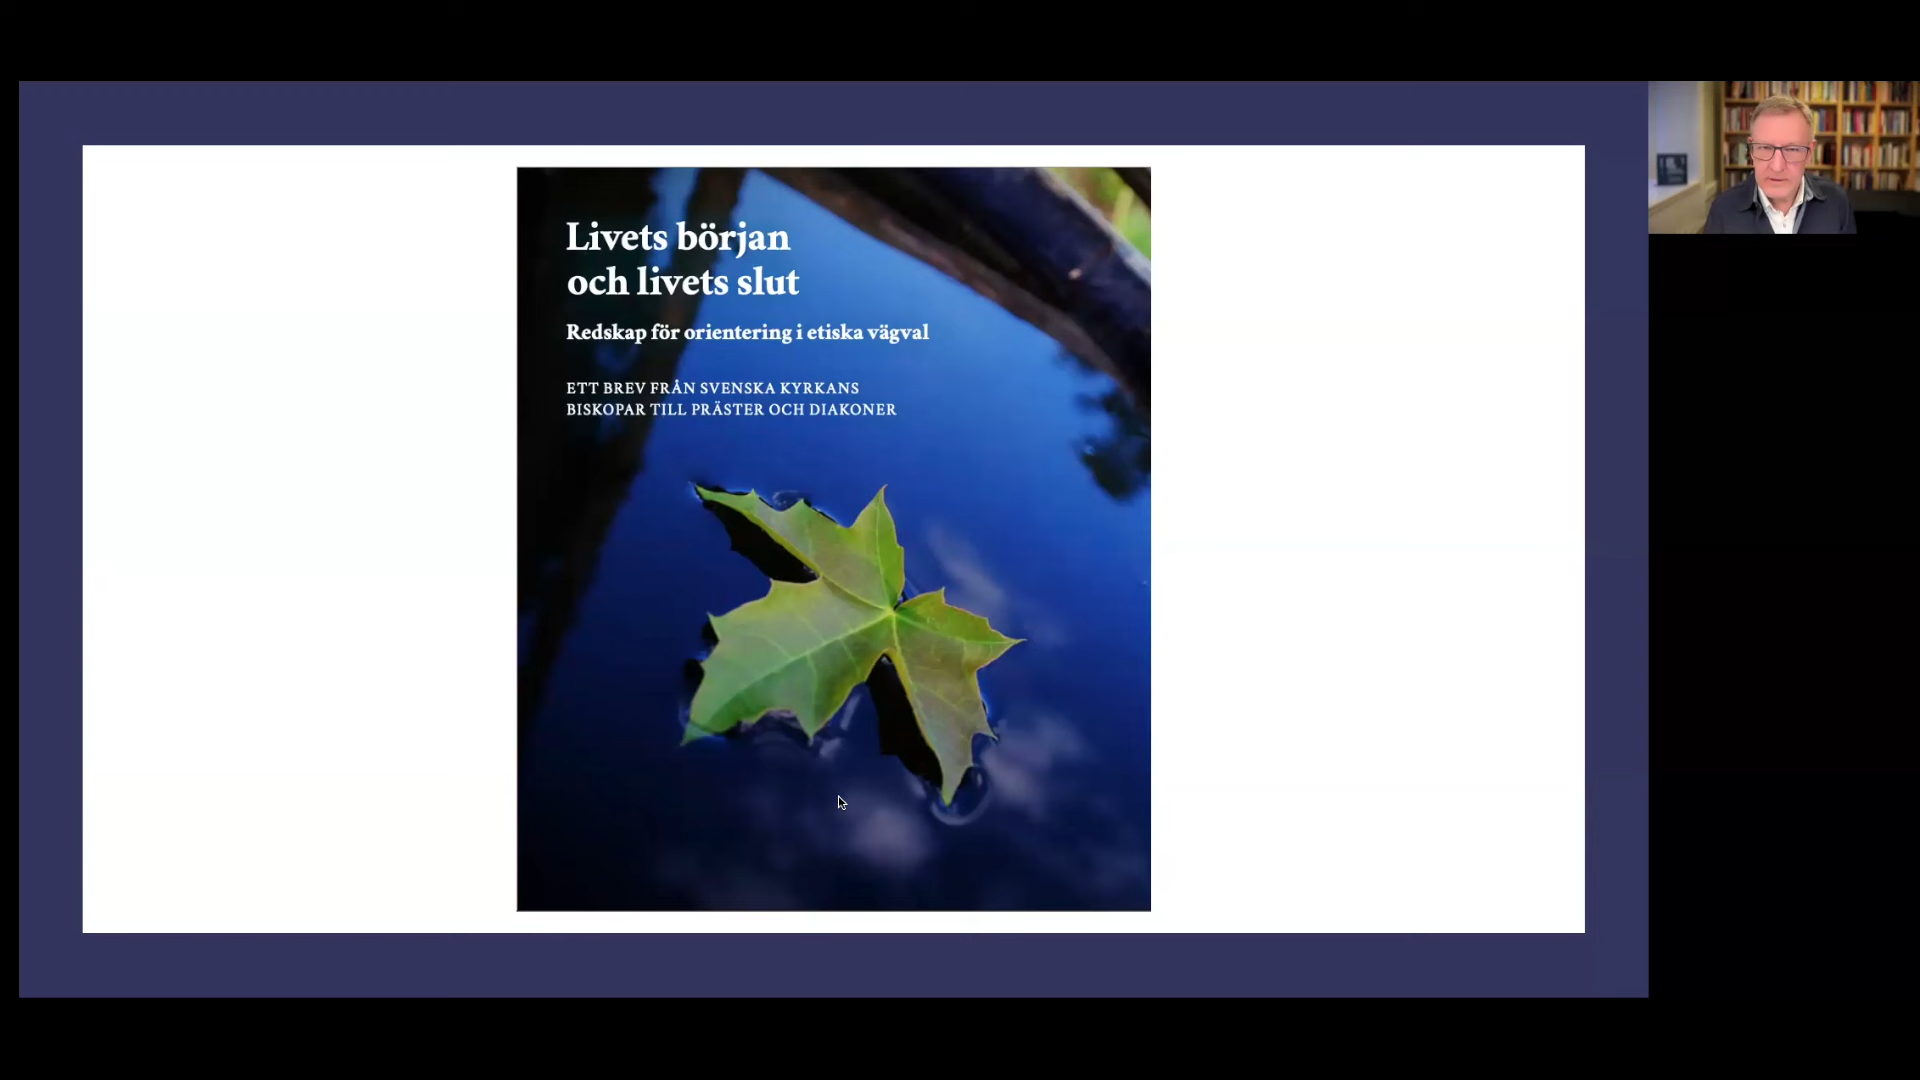 Livets början
och livets slut
Redskap för orientering i etiska vägval
ETT BREV FRÅN SVENSKA KYRKANS
BISKOPAR TILL PRÄSTER OCH DIAKONER